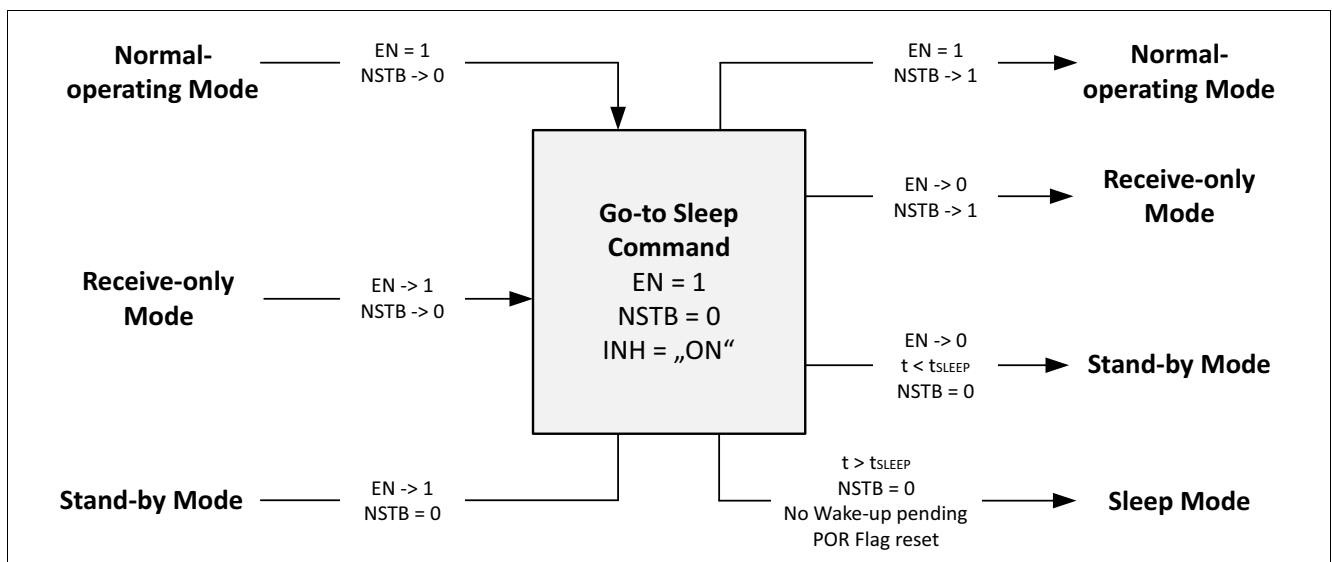 Normal-
operating Mode
EN = 1
NSTB -> 0
EN = 1
NSTB -> 1
Normal-
operating Mode
Receive-only
Mode
EN -> 1
NSTB -> 0
Go-to Sleep
Command
EN = 1
NSTB = 0
INH = „ON“
EN -> 0
NSTB -> 1
Receive-only
Mode
EN -> 0
t < tSLEEP
NSTB = 0
Stand-by Mode
Stand-by Mode
EN -> 1
NSTB = 0
t > tSLEEP
NSTB = 0
No Wake-up pending
POR Flag reset
Sleep Mode